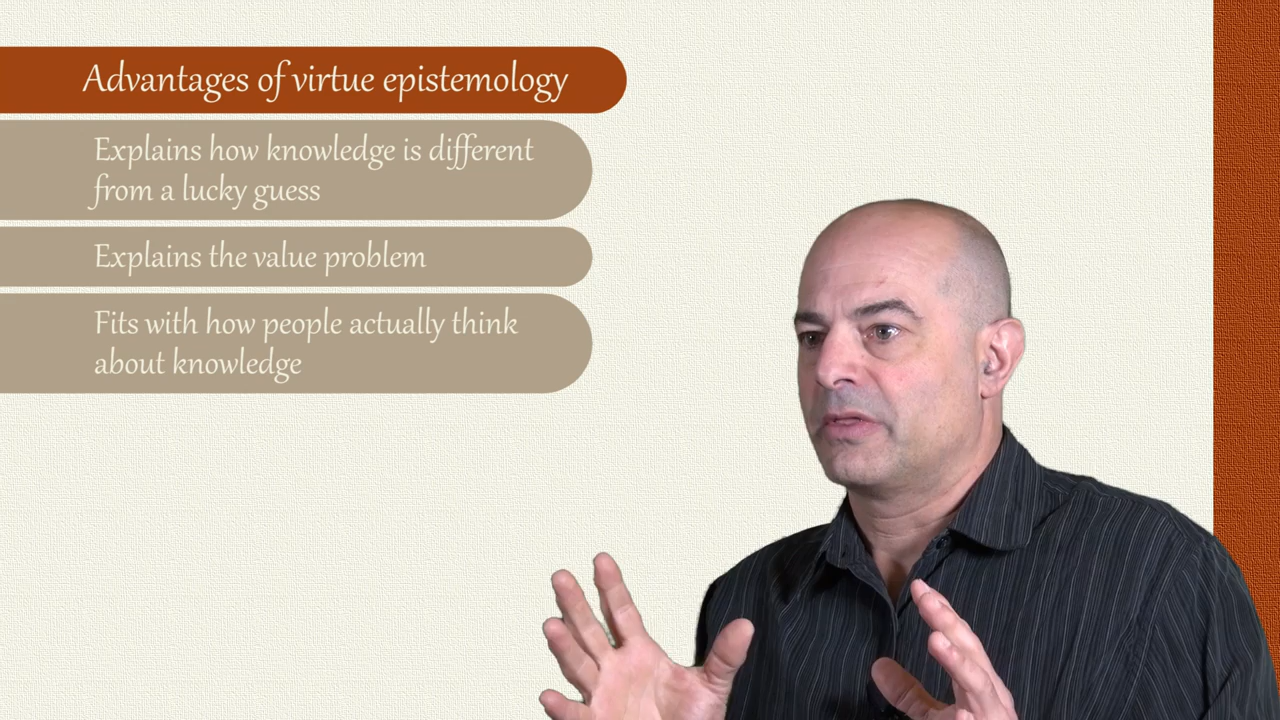 Advantages of virtue epistemology
Explains how knowledge is different
from a lucky guess
Explains the value problem
Fits with how people actually think
about knowledge